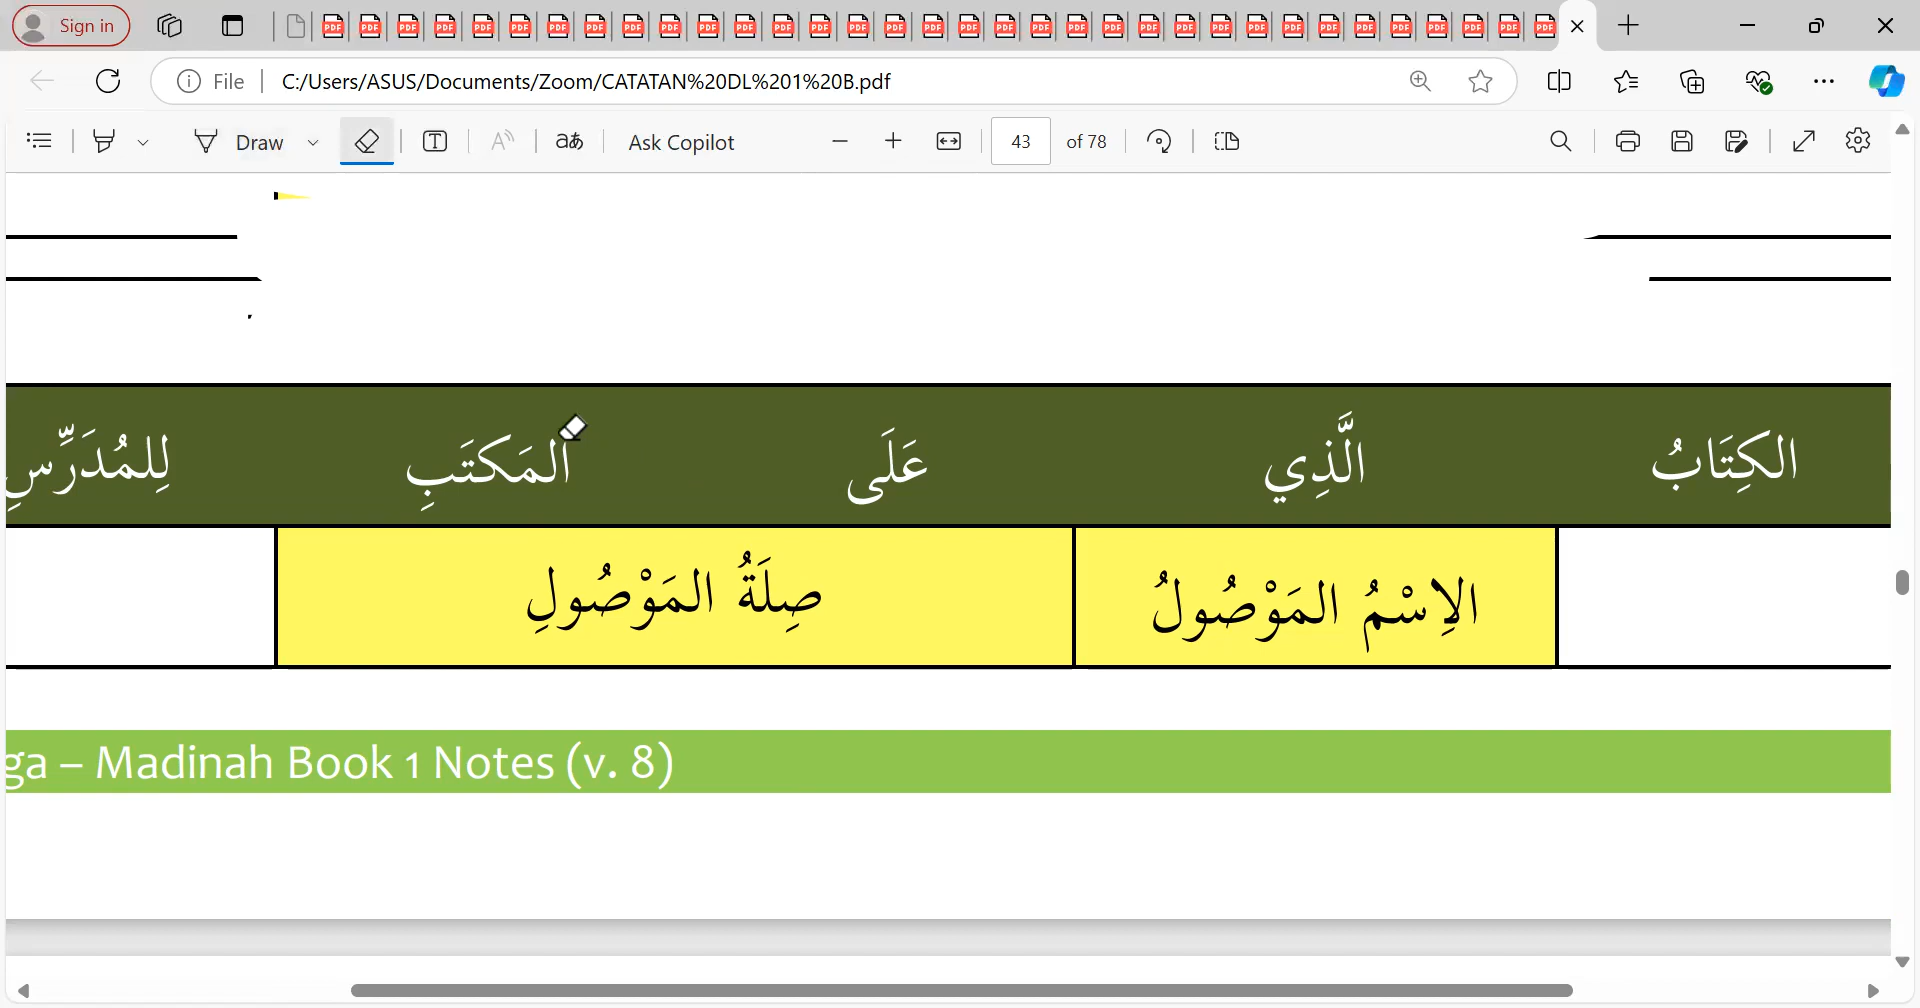 Sign in
File C:/Users/ASUS/Documents/Zoom/CATATAN%20DL%201%20B.pdf
Draw Ask Copilot 43 of 78
الكِتَابُ الَّذِي عَلَى المَكتَبِ لِلمُدَرِّسِ
الاِسْمُ المَوْصُولُ صِلَةُ المَوْصُولِ
ga – Madinah Book 1 Notes (v. 8)